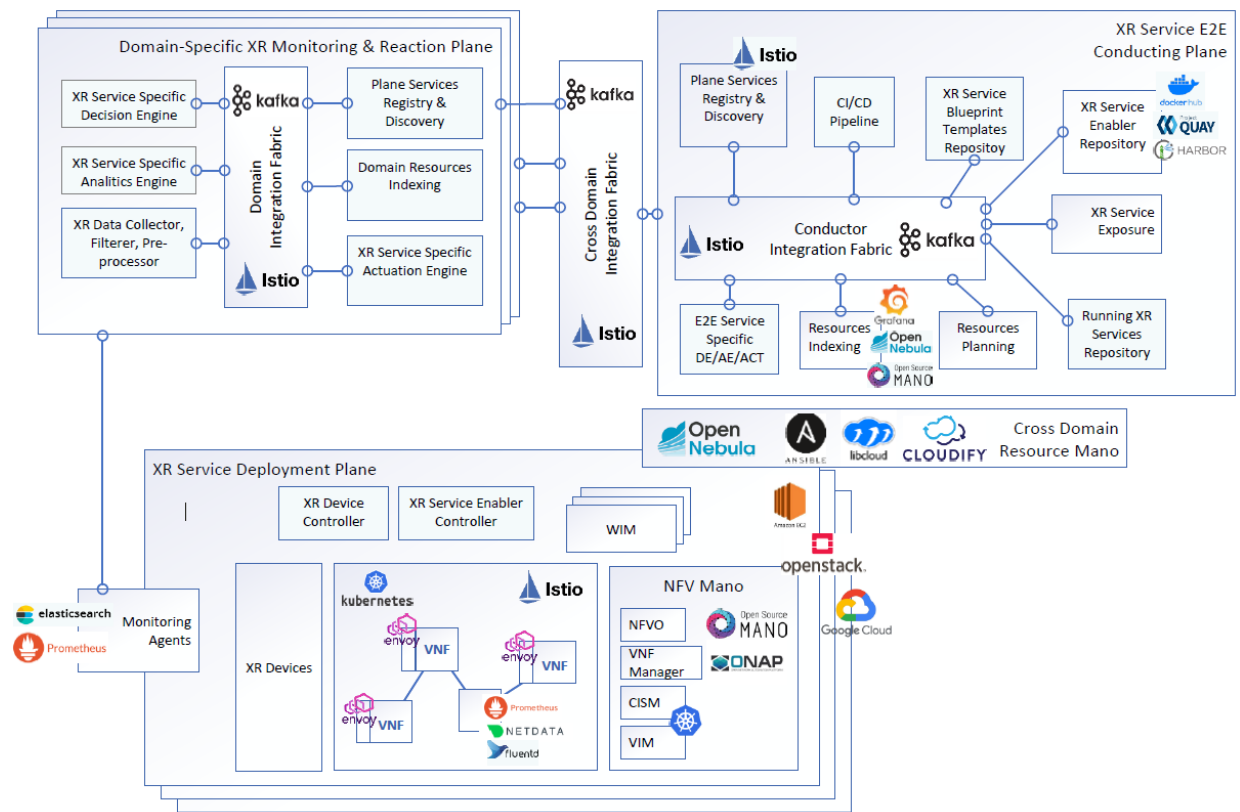 Domain-Specific XR Monitoring & Reaction Plane
XR Service Specific
Decision Engine
XR Service Specific
Analitics Engine
XR Data Collector,
Filterer, Pre-
processor
kafka
Domain
Integration Fabric
Istio
Plane Services
Registry &
Discovery
Domain Resources
Indexing
XR Service Specific
Actuation Engine
kafka
Cross Domain
Integration Fabric
Istio
XR Service E2E
Conducting Plane
Istio
Plane Services
Registry &
Discovery
CI/CD
Pipeline
XR Service
Blueprint
Templates
Repositoy
XR Service
Enabler
Repository
dockerhub
Project
QUAY
HARBOR
Istio
Conductor
Integration Fabric
kafka
XR Service
Exposure
E2E Service
Specific
DE/AE/ACT
Resources
Indexing
Grafana
Open
Nebula
Open Source
MANO
Resources
Planning
Running XR
Services
Repository
Open
Nebula
ANSIBLE
libcloud
CLOUDIFY
Cross Domain
Resource Mano
XR Service Deployment Plane
XR Device
Controller
XR Service Enabler
Controller
WIM
Amazon EC2
openstack.
Google Cloud
elasticsearch
Prometheus
Monitoring
Agents
XR Devices
kubernetes
Istio
envoy
VNF
envoy
VNF
envoy
VNF
Prometheus
NETDATA
fluentd
NFV Mano
NFVO
VNF
Manager
CISM
VIM
Open Source
MANO
ONAP